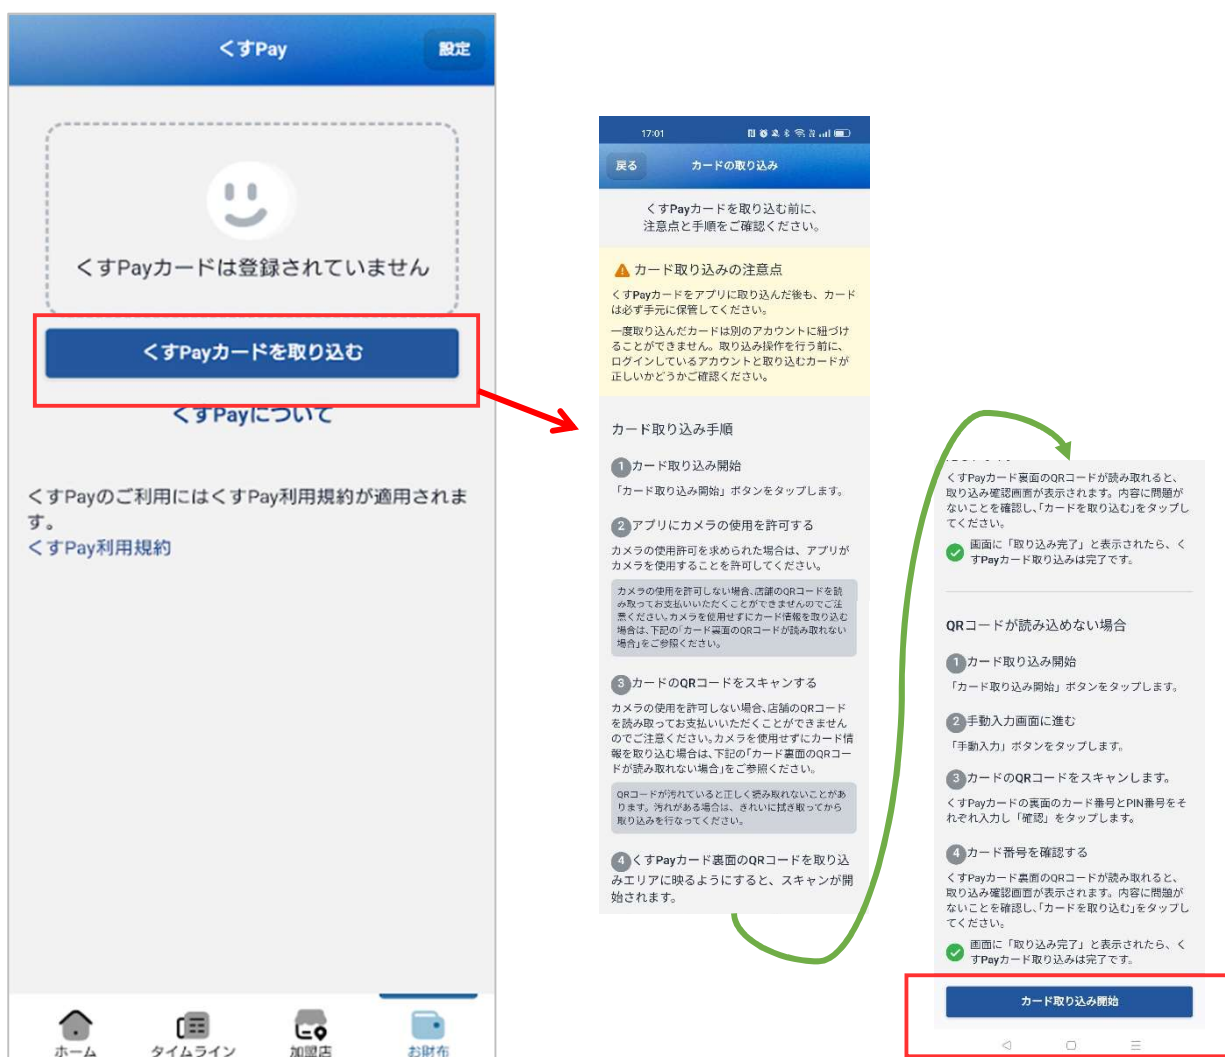 くすPay
設定
くすPayカードは登録されていません
くすPayカードを取り込む
くすPayについて
くすPayのご利用にはくすPay利用規約が適用されま
す。
くすPay利用規約
ホーム
タイムライン
加盟店
お財布
17:01
戻る
カードの取り込み
くすPayカードを取り込む前に、
注意点と手順をご確認ください。
カード取り込みの注意点
くすPayカードをアプリに取り込んだ後も、カード
は必ず手元に保管してください。
一度取り込んだカードは別のアカウントに紐づけ
ることができません。取り込み操作を行う前に、
ログインしているアカウントと取り込むカードが
正しいかどうかご確認ください。
カード取り込み手順
1 カード取り込み開始
「カード取り込み開始」ボタンをタップします。
2 アプリにカメラの使用を許可する
カメラの使用許可を求められた場合は、アプリが
カメラを使用することを許可してください。
カメラの使用を許可しない場合、店舗のQRコードを読
み取ってお支払いいただくことができませんのでご注
意ください。カメラを使用せずにカード情報を取り込む
場合は、下記の「カード裏面のQRコードが読み取れない
場合」をご参照ください。
3 カードのQRコードをスキャンする
カメラの使用を許可しない場合、店舗のQRコード
を読み取ってお支払いいただくことができません
のでご注意ください。カメラを使用せずにカード情
報を取り込む場合は、下記の「カード裏面のQRコー
ドが読み取れない場合」をご参照ください。
QRコードが汚れていると正しく読み取れないことがあ
ります。汚れがある場合は、きれいに拭き取ってから
取り込みを行なってください。
4 くすPayカード裏面のQRコードを取り込
みエリアに映るようにすると、スキャンが開
始されます。
くすPayカード裏面のQRコードが読み取れると、
取り込み確認画面が表示されます。内容に問題が
ないことを確認し、「カードを取り込む」をタップし
てください。
画面に「取り込み完了」と表示されたら、く
すPayカード取り込みは完了です。
QRコードが読み込めない場合
1 カード取り込み開始
「カード取り込み開始」ボタンをタップします。
2 手動入力画面に進む
「手動入力」ボタンをタップします。
3 カードのQRコードをスキャンします。
くすPayカードの裏面のカード番号とPIN番号をそ
れぞれ入力し「確認」をタップします。
4 カード番号を確認する
くすPayカード裏面のQRコードが読み取れると、
取り込み確認画面が表示されます。内容に問題が
ないことを確認し、「カードを取り込む」をタップし
てください。
画面に「取り込み完了」と表示されたら、く
すPayカード取り込みは完了です。
カード取り込み開始